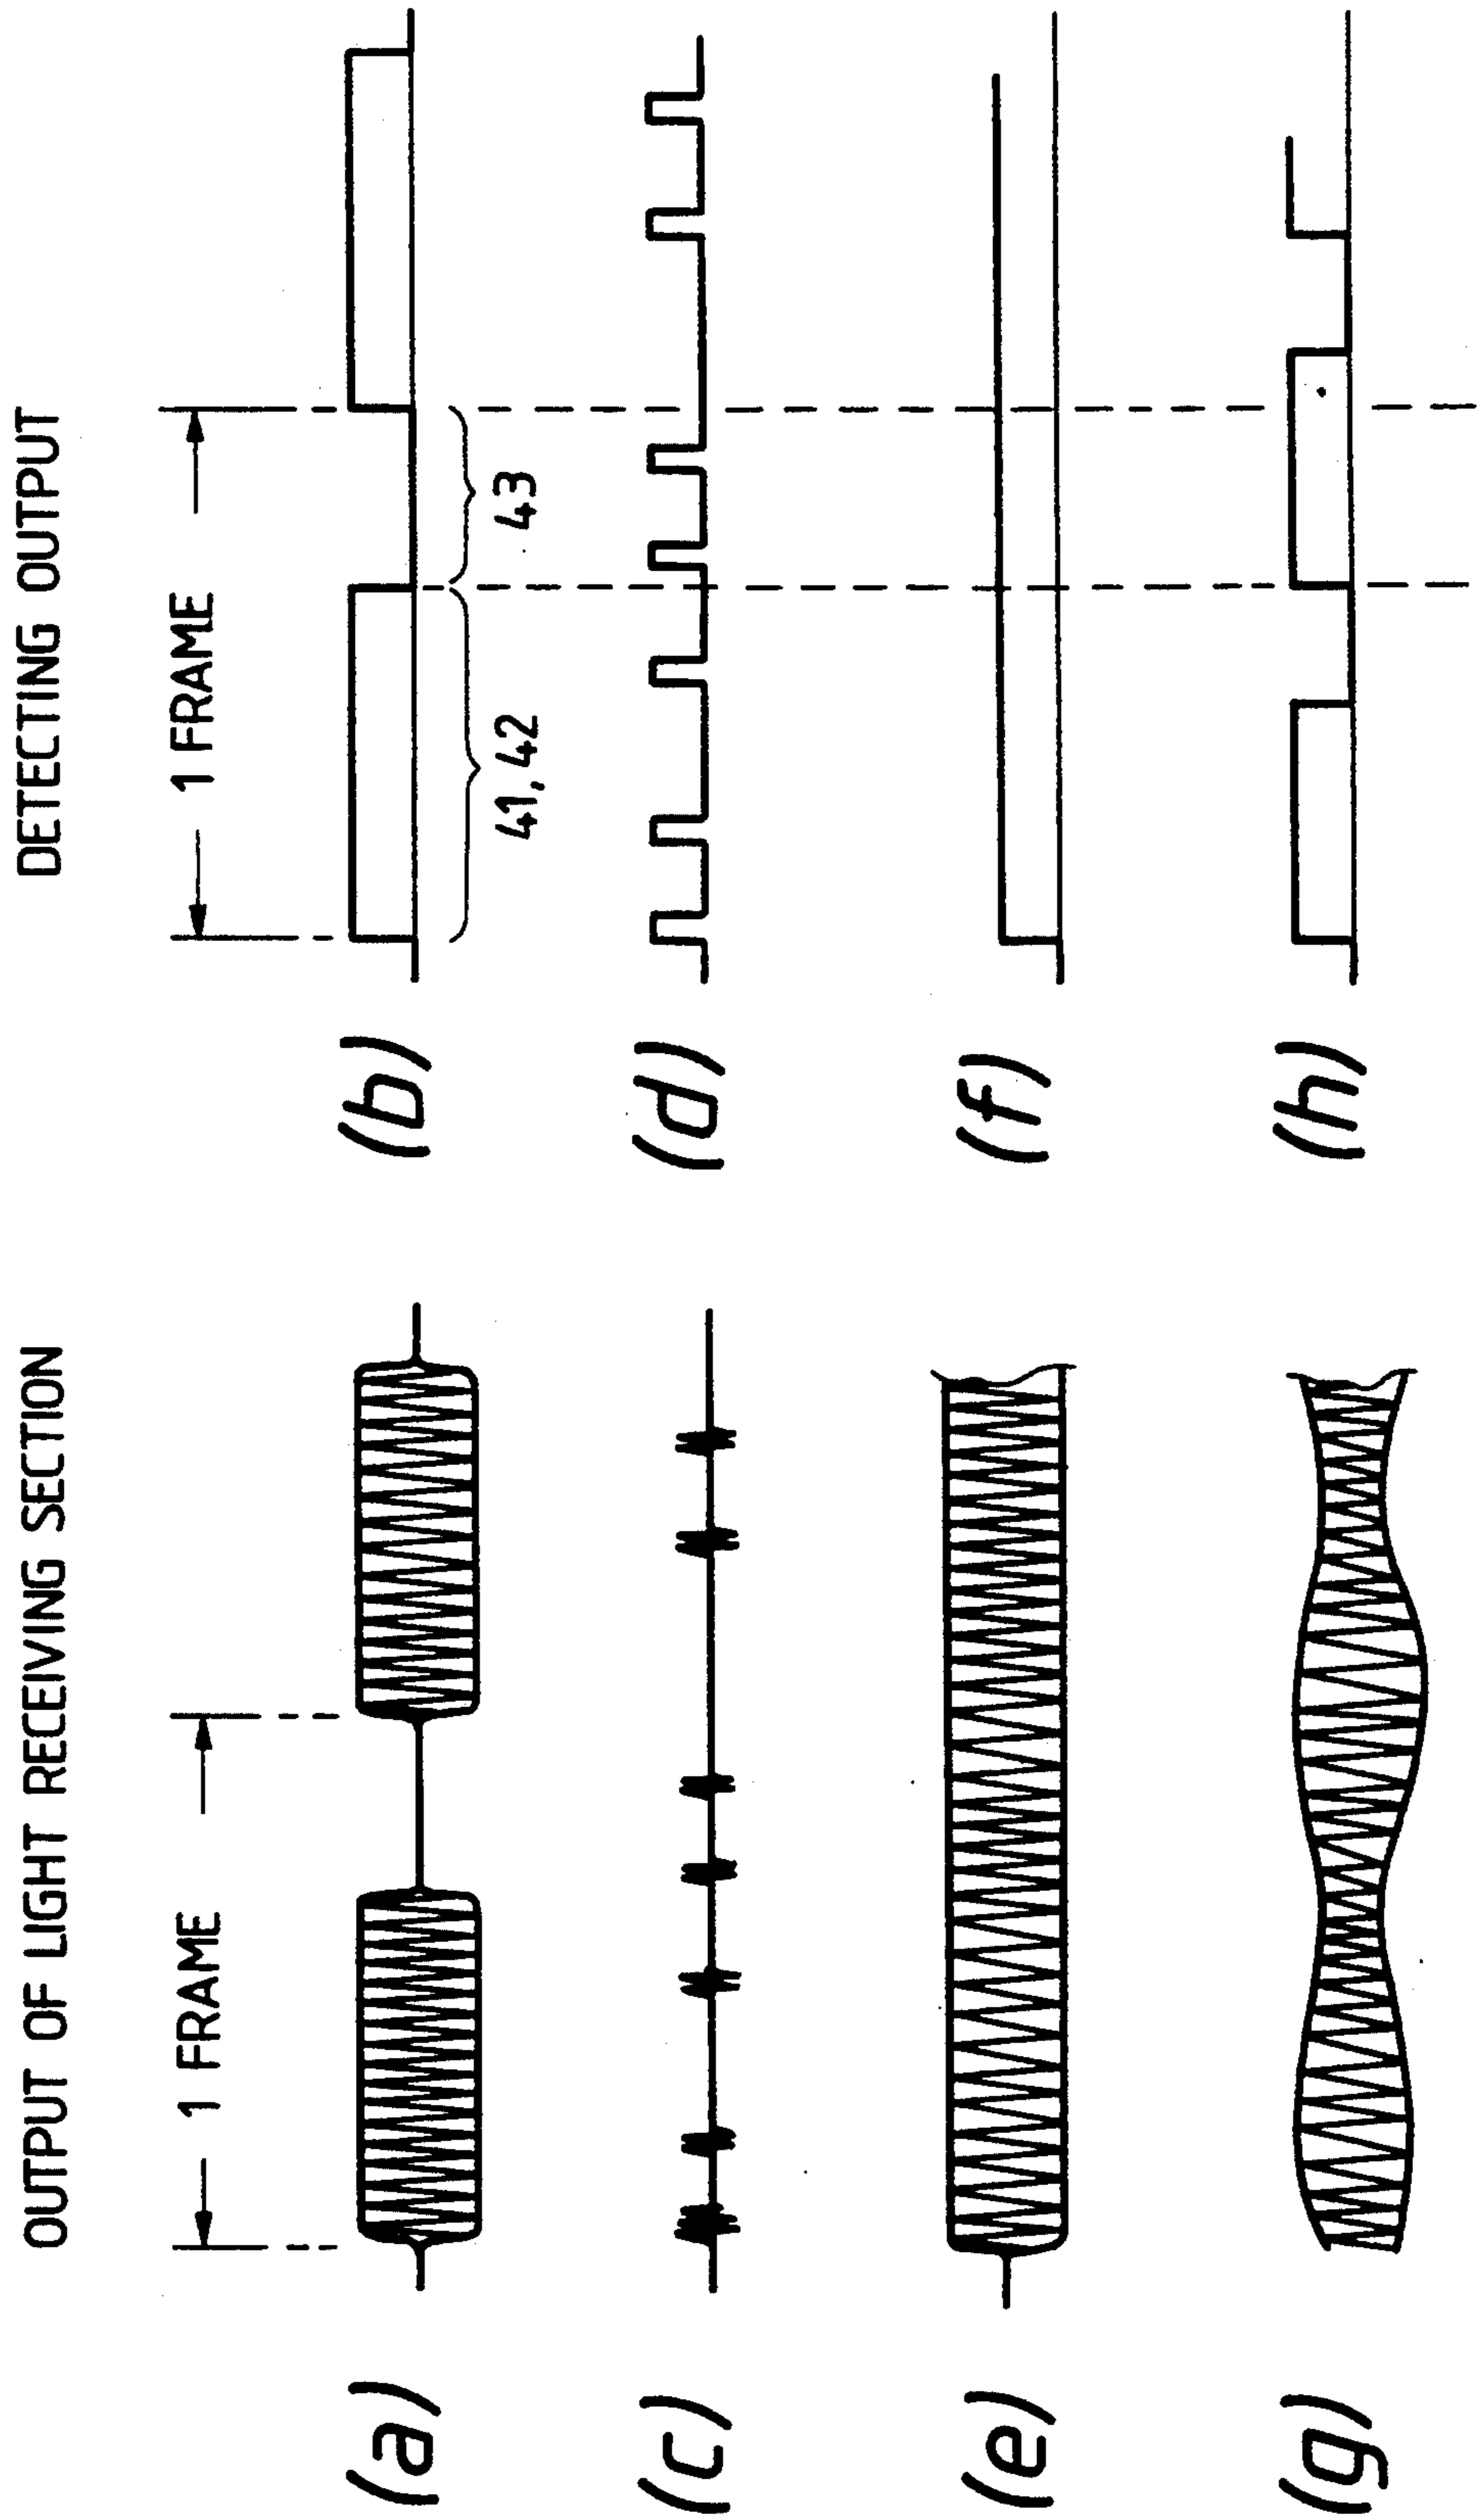 OUTPUT OF LIGHT RECEIVING SECTION
DETECTING OUTPUT
1 FRAME
1 FRAME
(a)
(b)
41,42
43
(c)
(d)
(e)
(f)
(g)
(h)